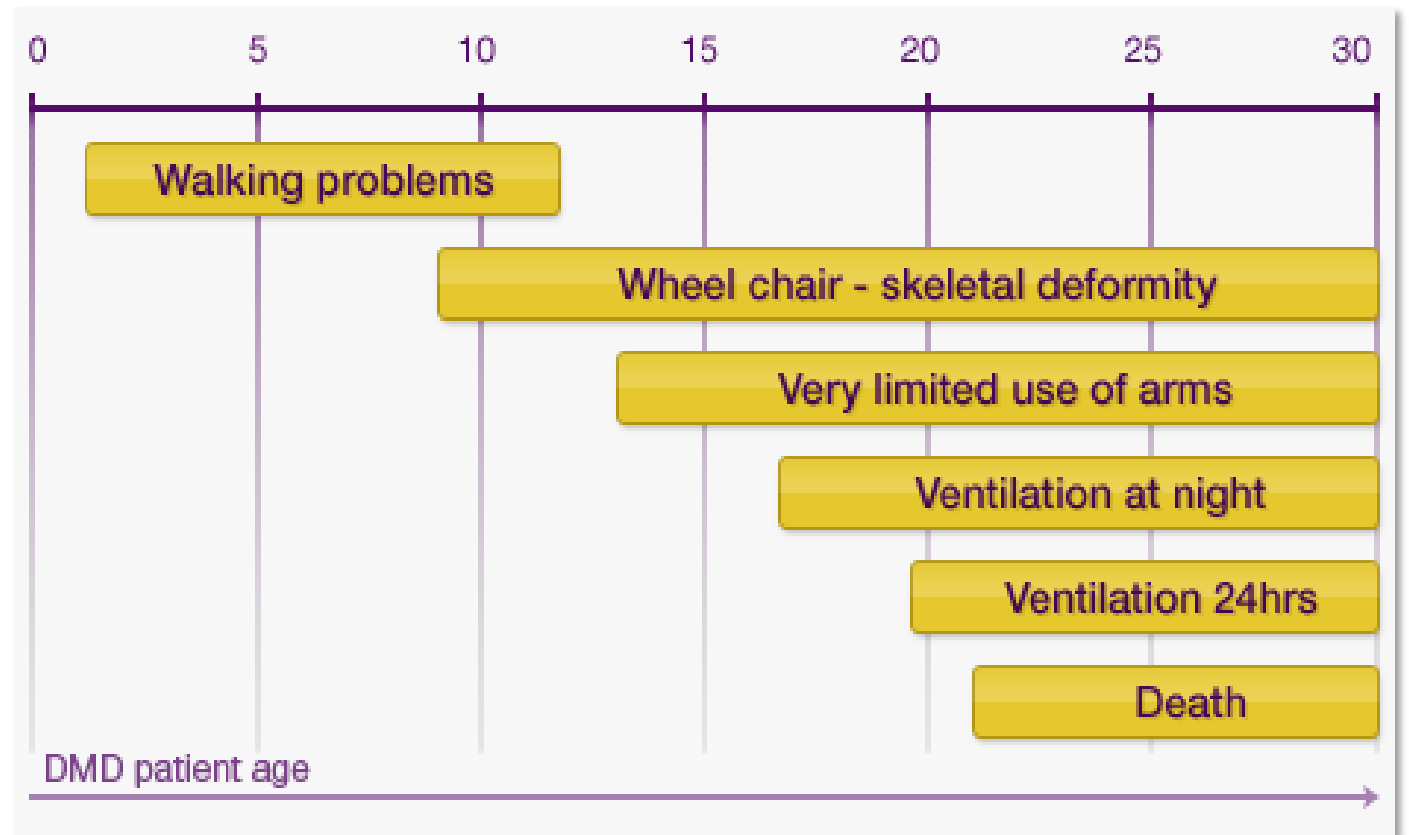 0 5 10 15 20 25 30
Walking problems
Wheel chair - skeletal deformity
Very limited use of arms
Ventilation at night
Ventilation 24hrs
Death
DMD patient age